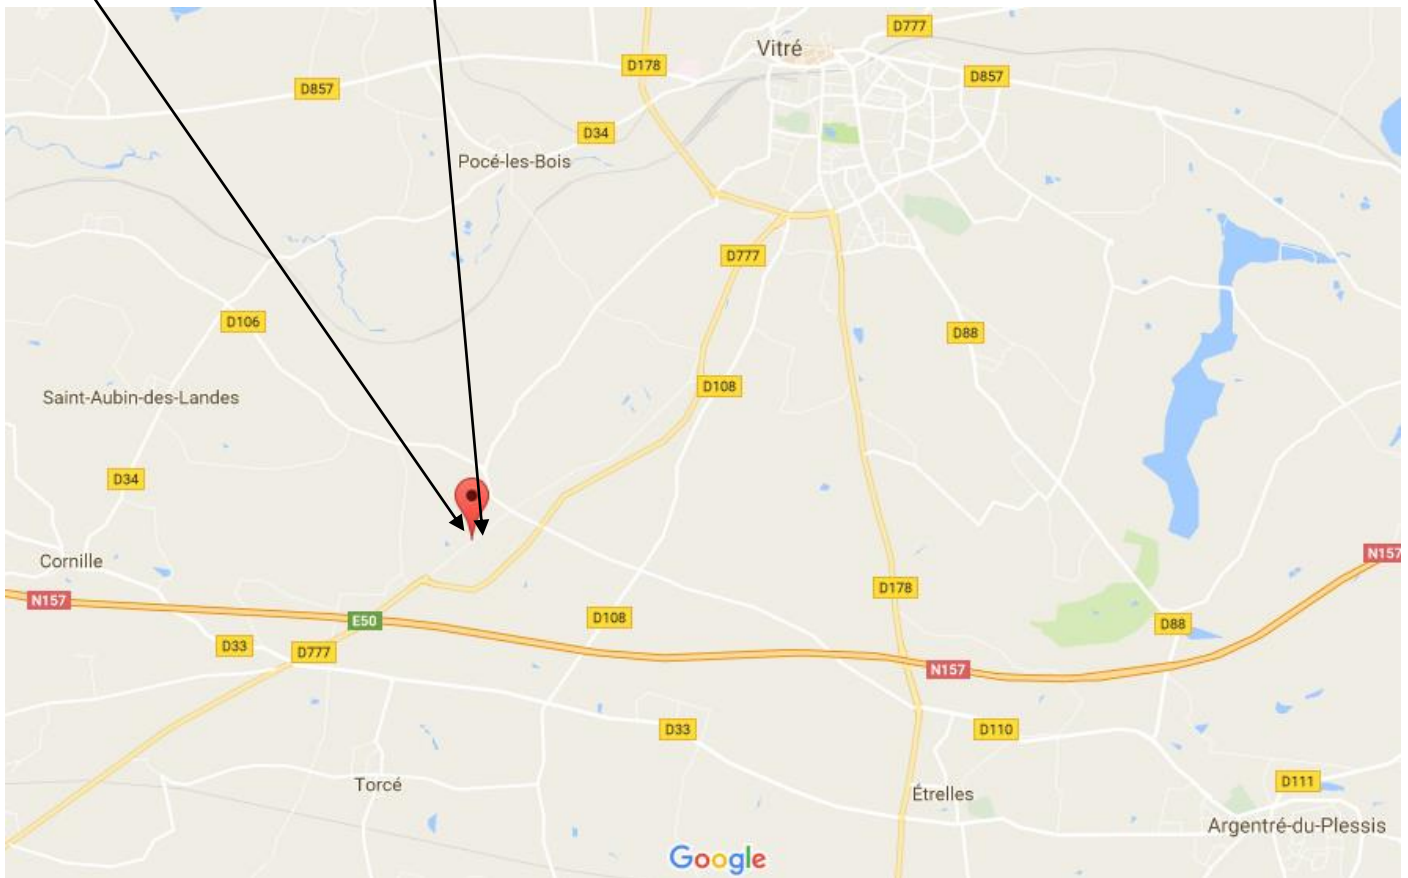 D777
Vitré
D178
D857
D857
D34
Pocé-les-Bois
D777
D106
D88
D108
Saint-Aubin-des-Landes
D34
Cornille
N157
N157
D178
E50
D108
D88
D33
D777
N157
D33
D110
Torcé
D111
Étrelles
Argentré-du-Plessis
Google